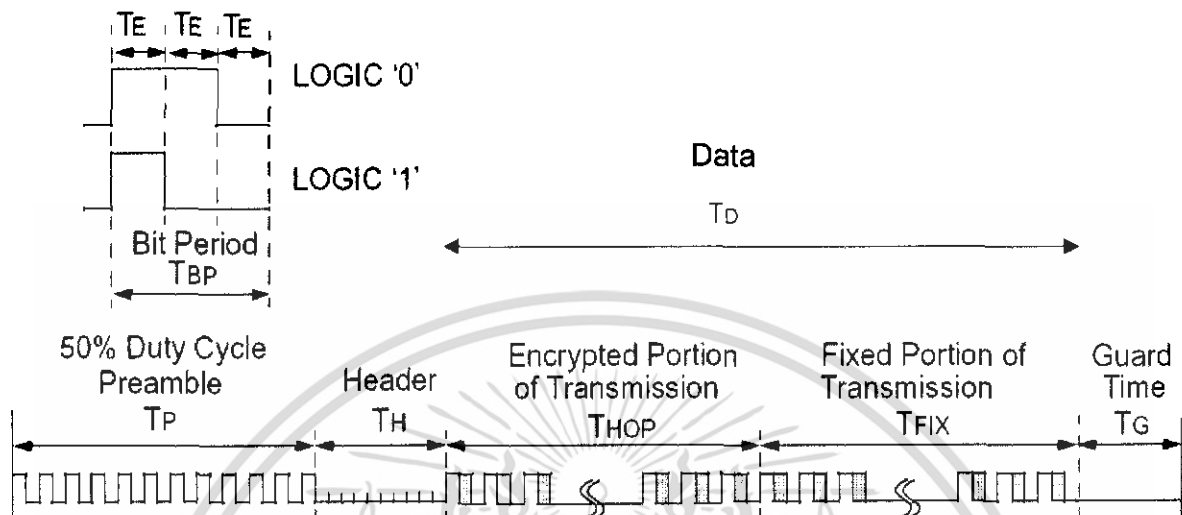 TE TE TE
LOGIC '0'
LOGIC '1'
Bit Period
TBP
Data
TD
50% Duty Cycle
Preamble
TP
Header
TH
Encrypted Portion
of Transmission
THOP
Fixed Portion of
Transmission
TFIX
Guard
Time
TG